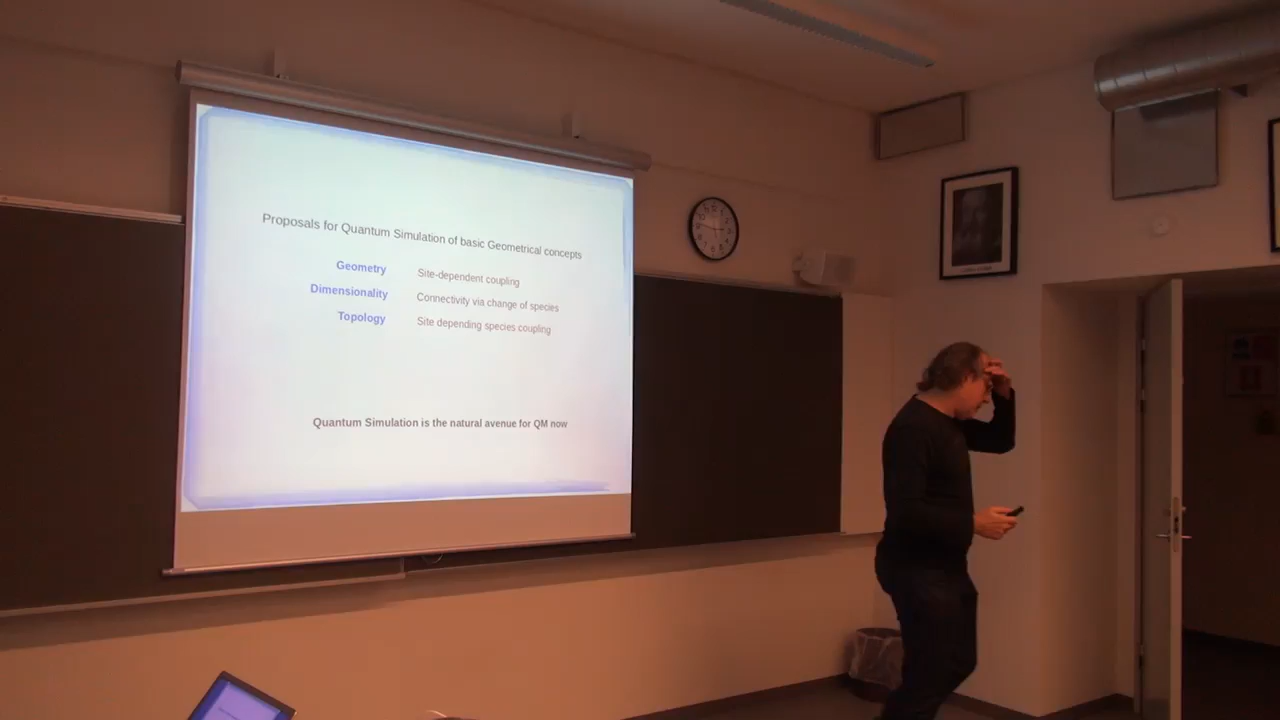 Proposals for Quantum Simulation of basic Geometrical concepts
Geometry Site-dependent coupling
Dimensionality Connectivity via change of species
Topology Site depending species coupling
Quantum Simulation is the natural avenue for QM now